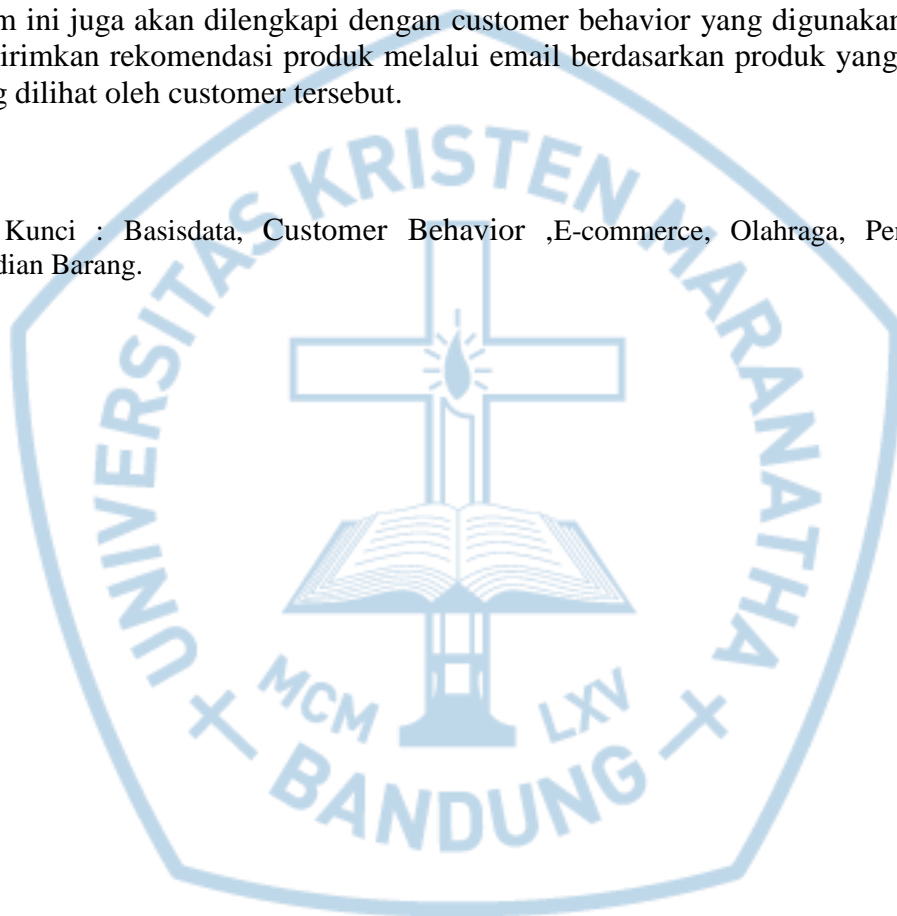 m ini juga akan dilengkapi dengan customer behavior yang digunakan
irimkan rekomendasi produk melalui email berdasarkan produk yang
g dilihat oleh customer tersebut.
Kunci : Basisdata, Customer Behavior ,E-commerce, Olahraga, Per
dian Barang.
UNIVERSITAS KRISTEN MARANATHA
MCM LXV
BANDUNG